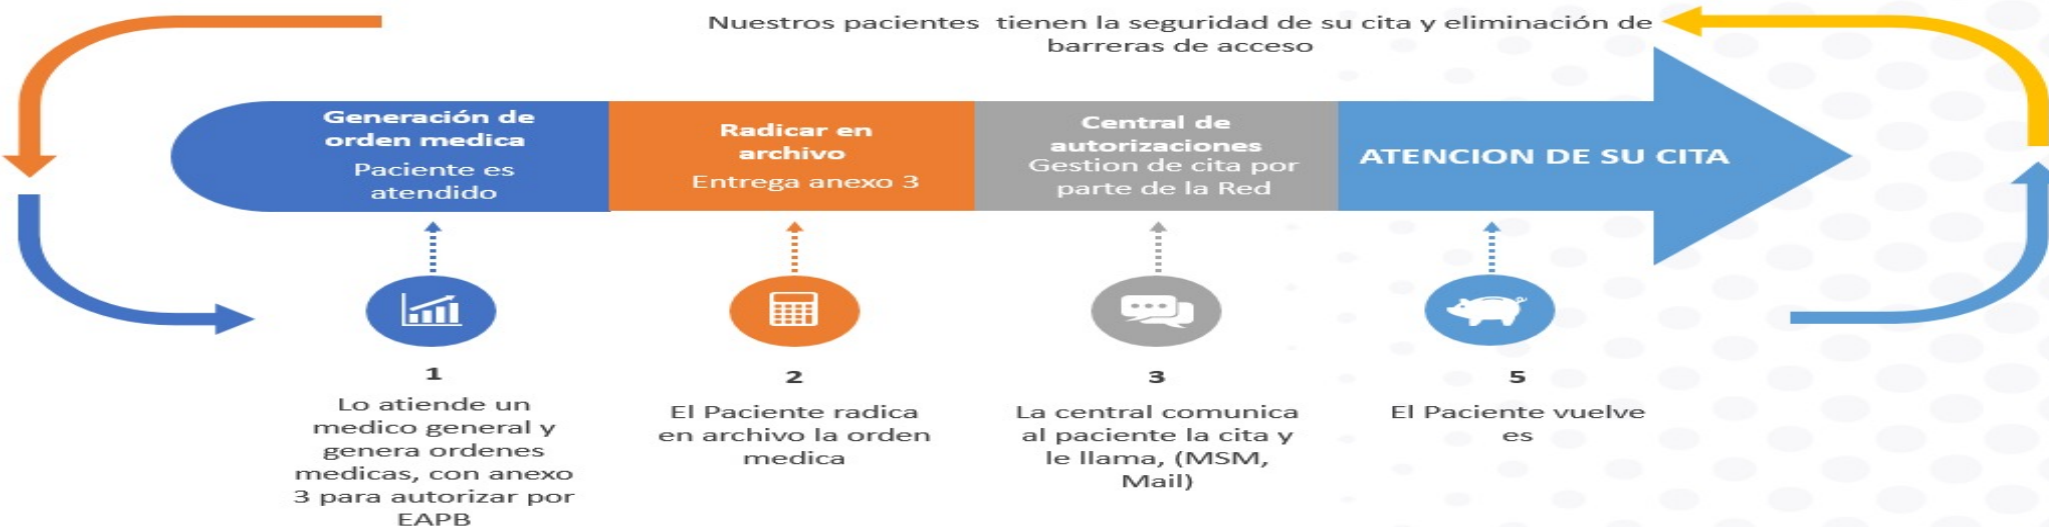 Nuestros pacientes tienen la seguridad de su cita y eliminación de
barreras de acceso
Generación de
orden medica
Paciente es
atendido
Radicar en
archivo
Entrega anexo 3
Central de
autorizaciones
Gestion de cita por
parte de la Red
ATENCION DE SU CITA
1
Lo atiende un
medico general y
genera ordenes
medicas, con anexo
3 para autorizar por
EAPB
2
El Paciente radica
en archivo la orden
medica
3
La central comunica
al paciente la cita y
le llama, (MSM,
Mail)
5
El Paciente vuelve
es